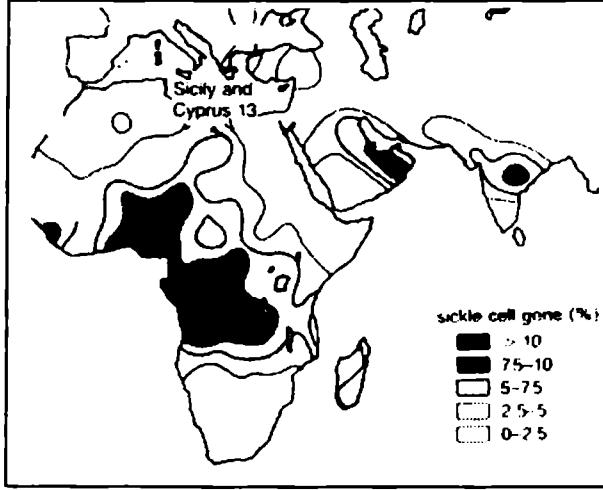 Sicily and
Cyprus 13
sickle cell gene (%)
>10
7.5-10
5-7.5
2.5-5
0-2.5